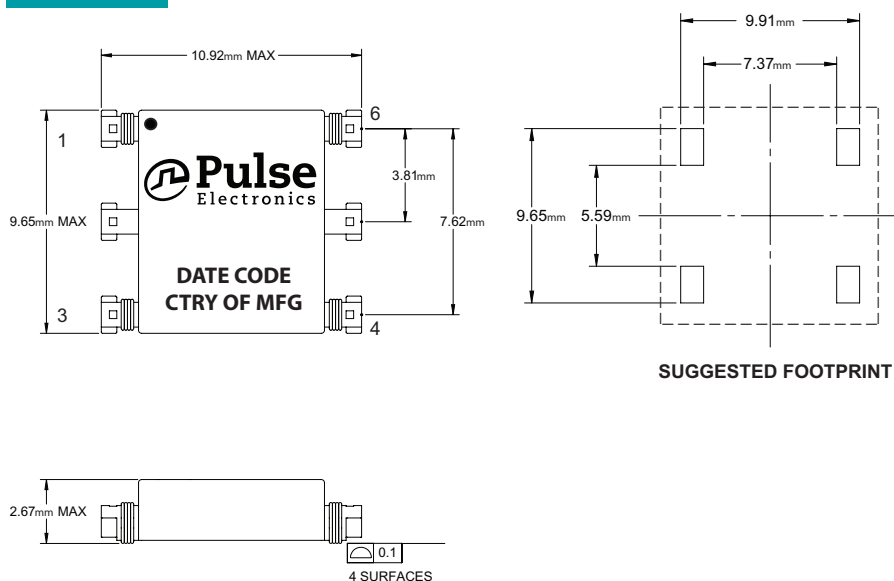 10.92mm MAX
1
6
Pulse
Electronics
3.81mm
9.65mm MAX
7.62mm
DATE CODE
CTRY OF MFG
3
4
9.91mm
7.37mm
9.65mm
5.59mm
SUGGESTED FOOTPRINT
2.67mm MAX
0.1
4 SURFACES